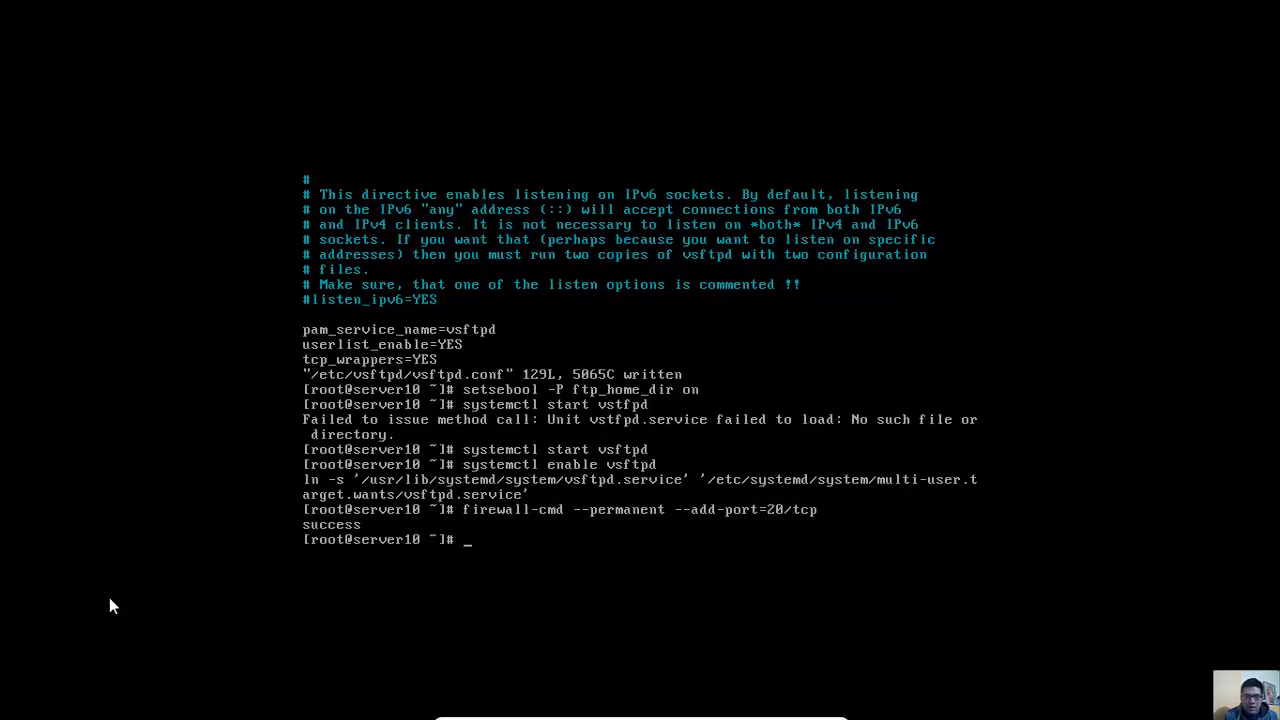 #
# This directive enables listening on IPv6 sockets. By default, listening
# on the IPv6 "any" address (::) will accept connections from both IPv6
# and IPv4 clients. It is not necessary to listen on *both* IPv4 and IPv6
# sockets. If you want that (perhaps because you want to listen on specific
# addresses) then you must run two copies of vsftpd with two configuration
# files.
# Make sure, that one of the listen options is commented !!
#listen_ipv6=YES
pam_service_name=vsftpd
userlist_enable=YES
tcp_wrappers=YES
"/etc/vsftpd/vsftpd.conf" 129L, 5065C written
[root@server10 ~]# setsebool -P ftp_home_dir on
[root@server10 ~]# systemctl start vstfpd
Failed to issue method call: Unit vstfpd.service failed to load: No such file or
directory.
[root@server10 ~]# systemctl start vsftpd
[root@server10 ~]# systemctl enable vsftpd
ln -s '/usr/lib/systemd/system/vsftpd.service' '/etc/systemd/system/multi-user.t
arget.wants/vsftpd.service'
[root@server10 ~]# firewall-cmd --permanent --add-port=20/tcp
success
[root@server10 ~]# _